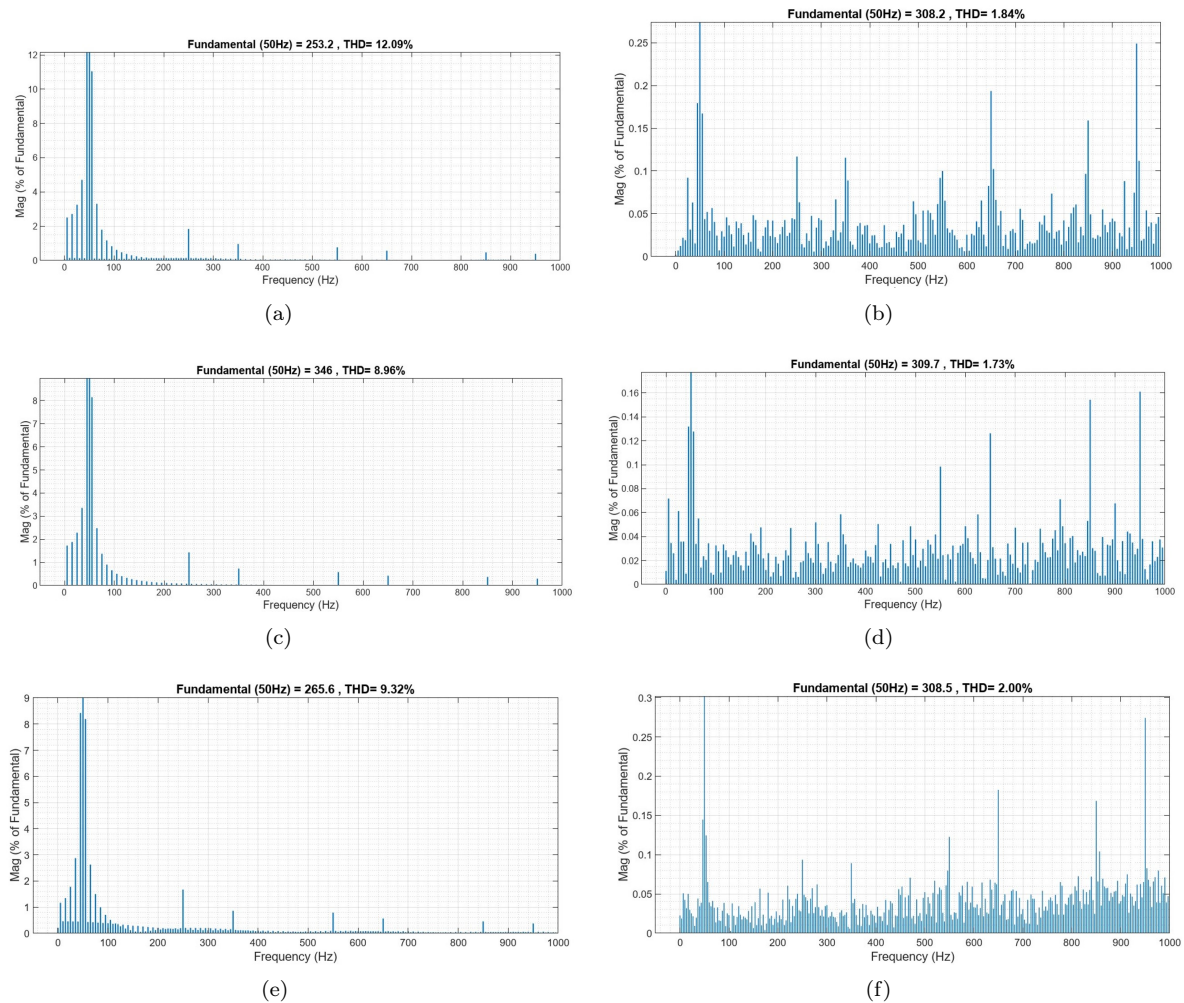 Fundamental (50Hz) = 253.2 , THD= 12.09%
12
10
8
6
4
2
0
Mag (% of Fundamental)
0 100 200 300 400 500 600 700 800 900 1000
Frequency (Hz)
(a)
Fundamental (50Hz) = 308.2 , THD= 1.84%
0.25
0.2
0.15
0.1
0.05
0
Mag (% of Fundamental)
0 100 200 300 400 500 600 700 800 900 1000
Frequency (Hz)
(b)
Fundamental (50Hz) = 346 , THD= 8.96%
8
7
6
5
4
3
2
1
0
Mag (% of Fundamental)
0 100 200 300 400 500 600 700 800 900 1000
Frequency (Hz)
(c)
Fundamental (50Hz) = 309.7 , THD= 1.73%
0.16
0.14
0.12
0.1
0.08
0.06
0.04
0.02
0
Mag (% of Fundamental)
0 100 200 300 400 500 600 700 800 900 1000
Frequency (Hz)
(d)
Fundamental (50Hz) = 265.6 , THD= 9.32%
9
8
7
6
5
4
3
2
1
0
Mag (% of Fundamental)
0 100 200 300 400 500 600 700 800 900 1000
Frequency (Hz)
(e)
Fundamental (50Hz) = 308.5 , THD= 2.00%
0.3
0.25
0.2
0.15
0.1
0.05
0
Mag (% of Fundamental)
0 100 200 300 400 500 600 700 800 900 1000
Frequency (Hz)
(f)